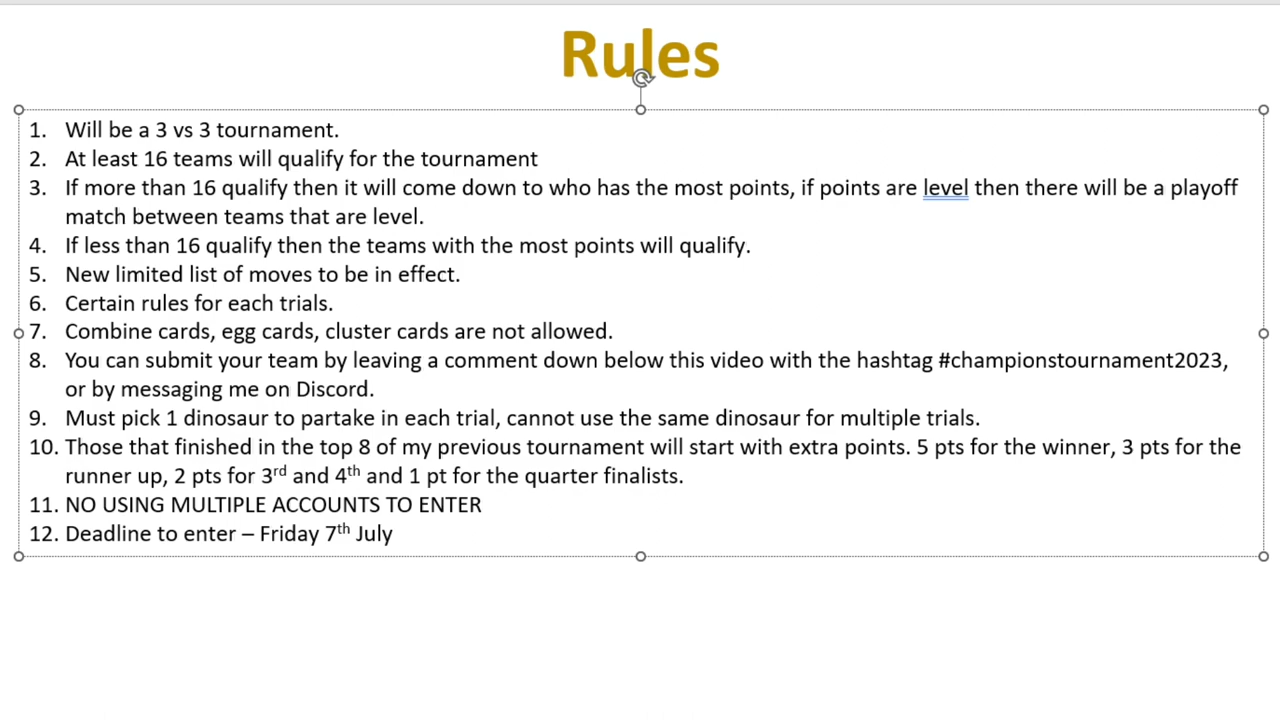 Rules
1. Will be a 3 vs 3 tournament.
2. At least 16 teams will qualify for the tournament
3. If more than 16 qualify then it will come down to who has the most points, if points are level then there will be a playoff
match between teams that are level.
4. If less than 16 qualify then the teams with the most points will qualify.
5. New limited list of moves to be in effect.
6. Certain rules for each trials.
7. Combine cards, egg cards, cluster cards are not allowed.
8. You can submit your team by leaving a comment down below this video with the hashtag #championstournament2023,
or by messaging me on Discord.
9. Must pick 1 dinosaur to partake in each trial, cannot use the same dinosaur for multiple trials.
10. Those that finished in the top 8 of my previous tournament will start with extra points. 5 pts for the winner, 3 pts for the
runner up, 2 pts for 3rd and 4th and 1 pt for the quarter finalists.
11. NO USING MULTIPLE ACCOUNTS TO ENTER
12. Deadline to enter – Friday 7th July